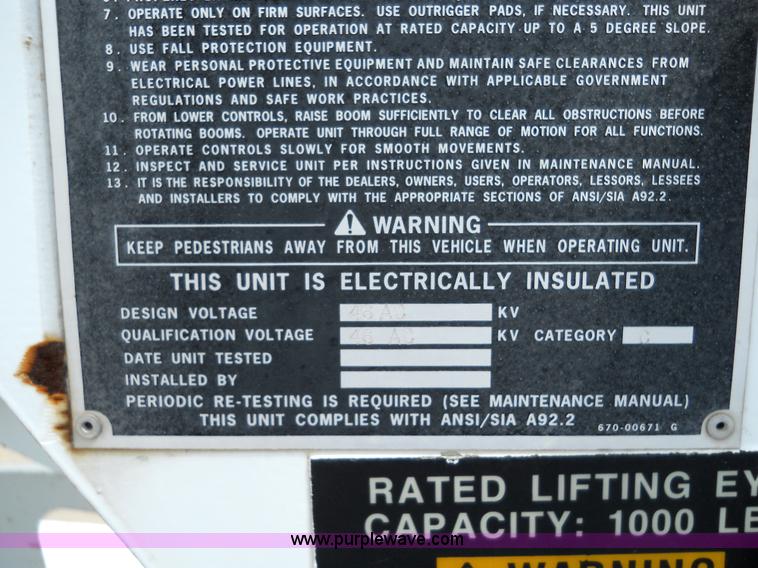 7. OPERATE ONLY ON FIRM SURFACES. USE OUTRIGGER PADS, IF NECESSARY. THIS UNIT
HAS BEEN TESTED FOR OPERATION AT RATED CAPACITY UP TO A 5 DEGREE SLOPE.
8. USE FALL PROTECTION EQUIPMENT.
9. WEAR PERSONAL PROTECTIVE EQUIPMENT AND MAINTAIN SAFE CLEARANCES FROM
ELECTRICAL POWER LINES, IN ACCORDANCE WITH APPLICABLE GOVERNMENT
REGULATIONS AND SAFE WORK PRACTICES.
10. FROM LOWER CONTROLS, RAISE BOOM SUFFICIENTLY TO CLEAR ALL OBSTRUCTIONS BEFORE
ROTATING BOOMS. OPERATE UNIT THROUGH FULL RANGE OF MOTION FOR ALL FUNCTIONS.
11. OPERATE CONTROLS SLOWLY FOR SMOOTH MOVEMENTS.
12. INSPECT AND SERVICE UNIT PER INSTRUCTIONS GIVEN IN MAINTENANCE MANUAL.
13. IT IS THE RESPONSIBILITY OF THE DEALERS, OWNERS, USERS, OPERATORS, LESSORS, LESSEES
AND INSTALLERS TO COMPLY WITH THE APPROPRIATE SECTIONS OF ANSI/SIA A92.2.
WARNING
KEEP PEDESTRIANS AWAY FROM THIS VEHICLE WHEN OPERATING UNIT.
THIS UNIT IS ELECTRICALLY INSULATED
DESIGN VOLTAGE 46 AC KV
QUALIFICATION VOLTAGE 46 AC KV CATEGORY C
DATE UNIT TESTED
INSTALLED BY
PERIODIC RE-TESTING IS REQUIRED (SEE MAINTENANCE MANUAL)
THIS UNIT COMPLIES WITH ANSI/SIA A92.2
670-00671 G
RATED LIFTING EY
CAPACITY: 1000 LB
www.purplewave.com
WARNING